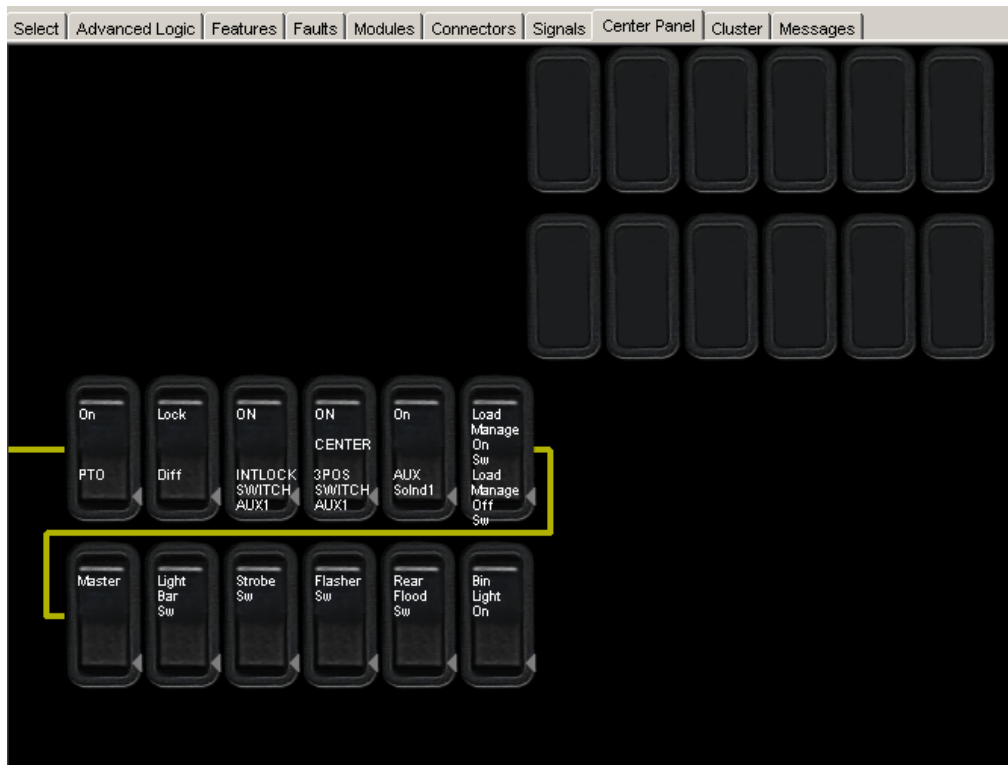 Select Advanced Logic Features Faults Modules Connectors Signals Center Panel Cluster Messages
On
PTO
Lock
Diff
ON
INTLOCK
SWITCH
AUX1
ON
CENTER
3POS
SWITCH
AUX1
On
AUX
Solnd1
Load
Manage
On
Sw
Load
Manage
Off
Sw
Master
Light
Bar
Sw
Strobe
Sw
Flasher
Sw
Rear
Flood
Sw
Bin
Light
On